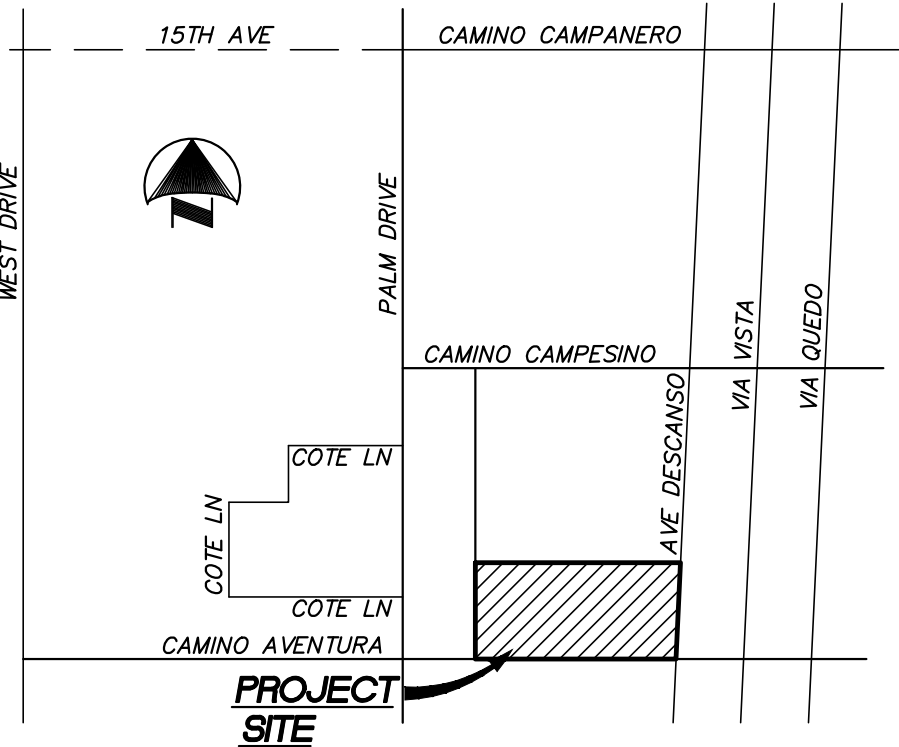 15TH AVE
CAMINO CAMPANERO
WEST DRIVE
PALM DRIVE
N
CAMINO CAMPESINO
VIA VISTA
VIA QUEDO
AVE DESCANSO
COTE LN
COTE LN
COTE LN
CAMINO AVENTURA
PROJECT
SITE